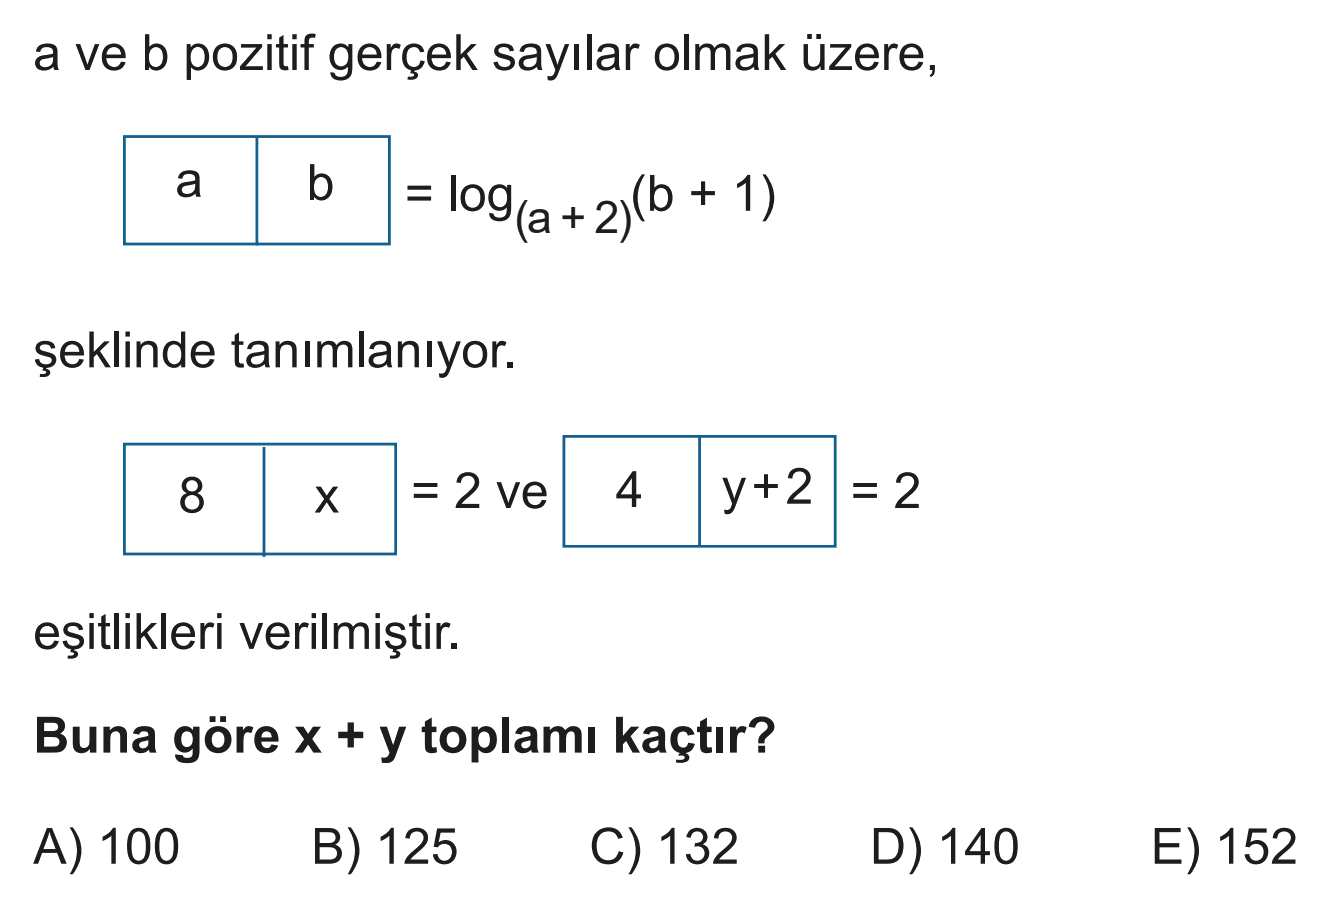 a ve b pozitif gerçek sayılar olmak üzere,
a b = log(a + 2)(b + 1)
şeklinde tanımlanıyor.
8 x = 2 ve 4 y+2 = 2
eşitlikleri verilmiştir.
Buna göre x + y toplamı kaçtır?
A) 100 B) 125 C) 132 D) 140 E) 152